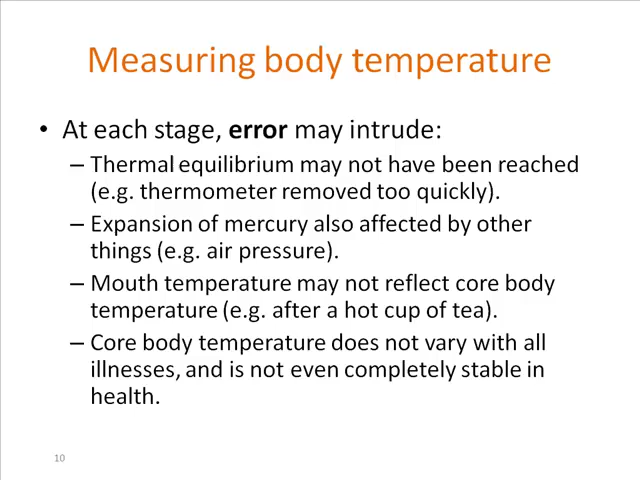 Measuring body temperature
• At each stage, error may intrude:
– Thermal equilibrium may not have been reached
(e.g. thermometer removed too quickly).
– Expansion of mercury also affected by other
things (e.g. air pressure).
– Mouth temperature may not reflect core body
temperature (e.g. after a hot cup of tea).
– Core body temperature does not vary with all
illnesses, and is not even completely stable in
health.
10